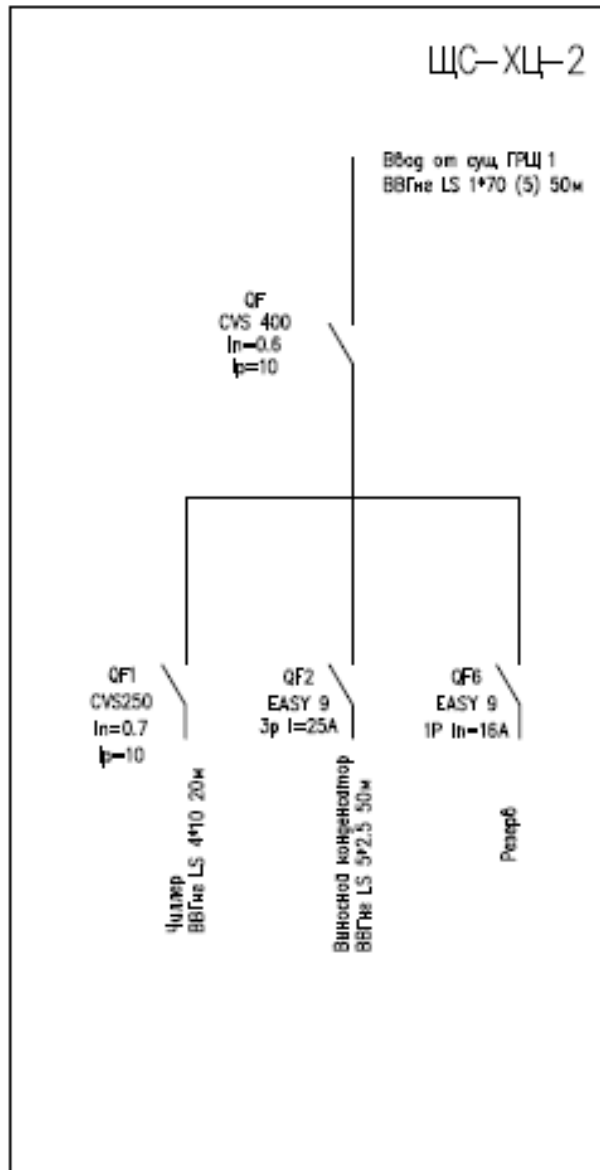 ЩС-ХЦ-2
Ввод от сущ. ГРЩ 1
ВВГнг LS 1*70 (5) 50м
QF
CVS 400
In=0.6
Ip=10
QF1
CVS250
In=0.7
Ip=10
Чиллер
ВВГнг LS 4*10 20м
QF2
EASY 9
3p I=25A
Выносной конденсатор
ВВГнг LS 5*2.5 50м
QF6
EASY 9
1P In=16A
Резерв